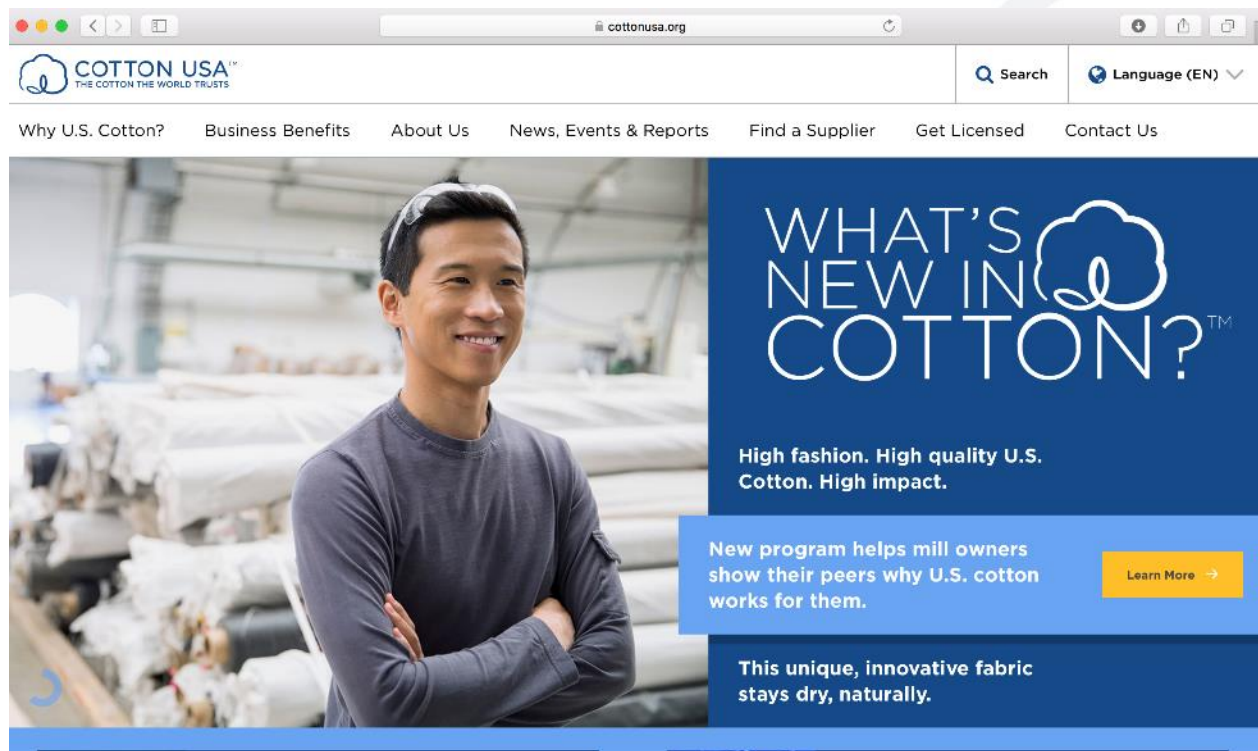 cottonusa.org
COTTON USA™
THE COTTON THE WORLD TRUSTS
Search
Language (EN)
Why U.S. Cotton? Business Benefits About Us News, Events & Reports Find a Supplier Get Licensed Contact Us
WHAT'S
NEW IN
COTTON?™
High fashion. High quality U.S.
Cotton. High impact.
New program helps mill owners
show their peers why U.S. cotton
works for them.
Learn More →
This unique, innovative fabric
stays dry, naturally.